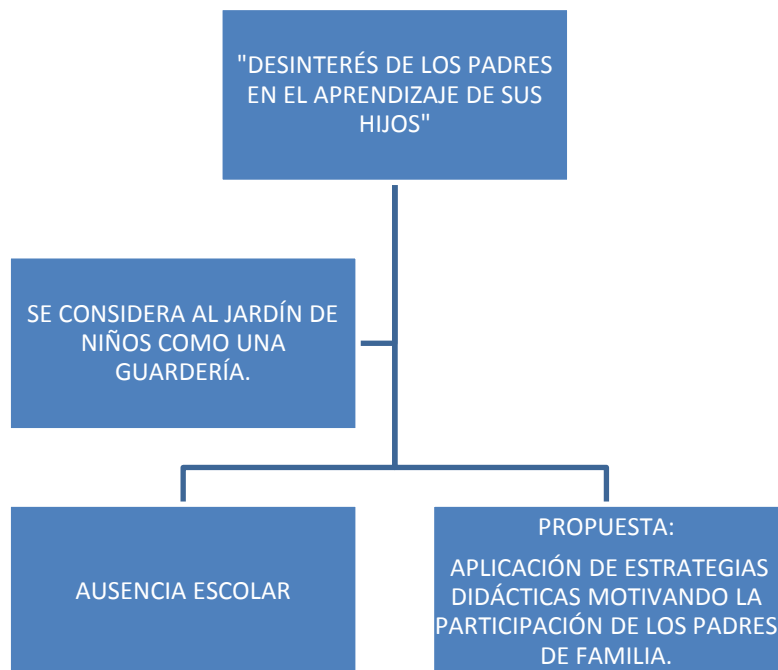 "DESINTERÉS DE LOS PADRES
EN EL APRENDIZAJE DE SUS
HIJOS"
SE CONSIDERA AL JARDÍN DE
NIÑOS COMO UNA
GUARDERÍA.
AUSENCIA ESCOLAR
PROPUESTA:
APLICACIÓN DE ESTRATEGIAS
DIDÁCTICAS MOTIVANDO LA
PARTICIPACIÓN DE LOS PADRES
DE FAMILIA.